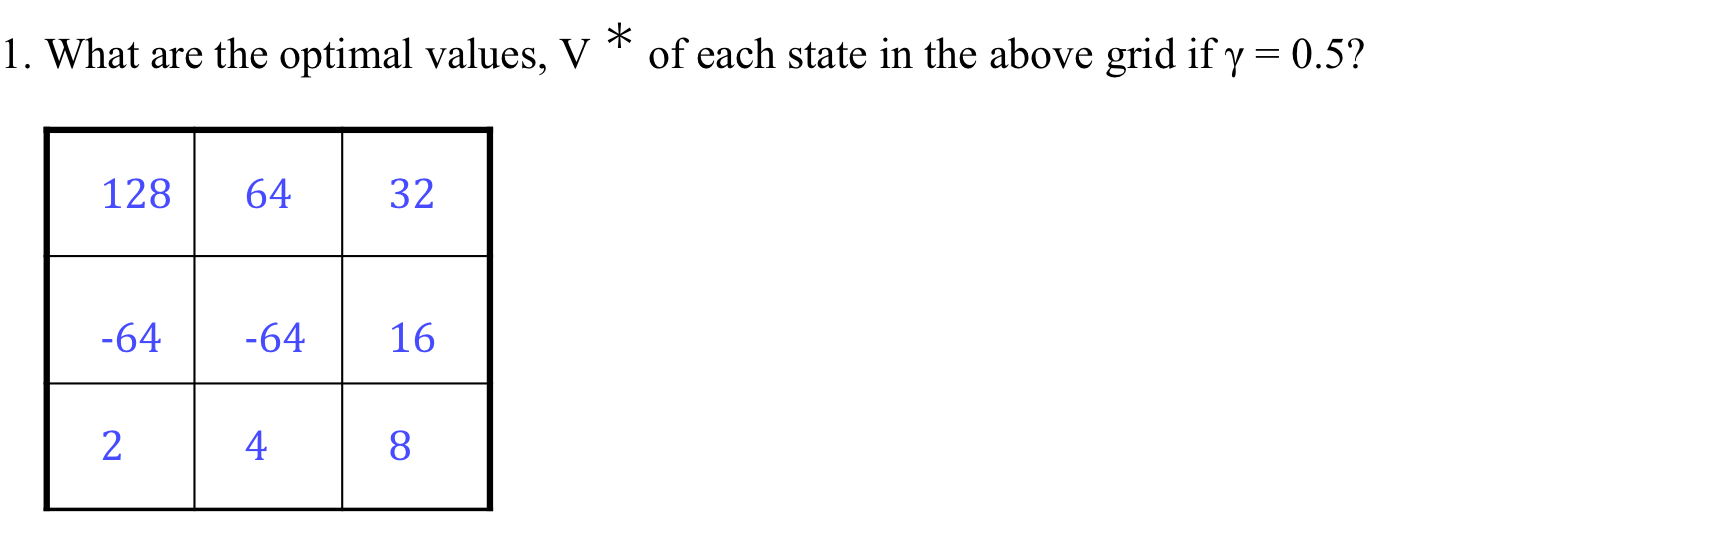 1. What are the optimal values, V * of each state in the above grid if γ = 0.5?
128 64 32
-64 -64 16
2 4 8